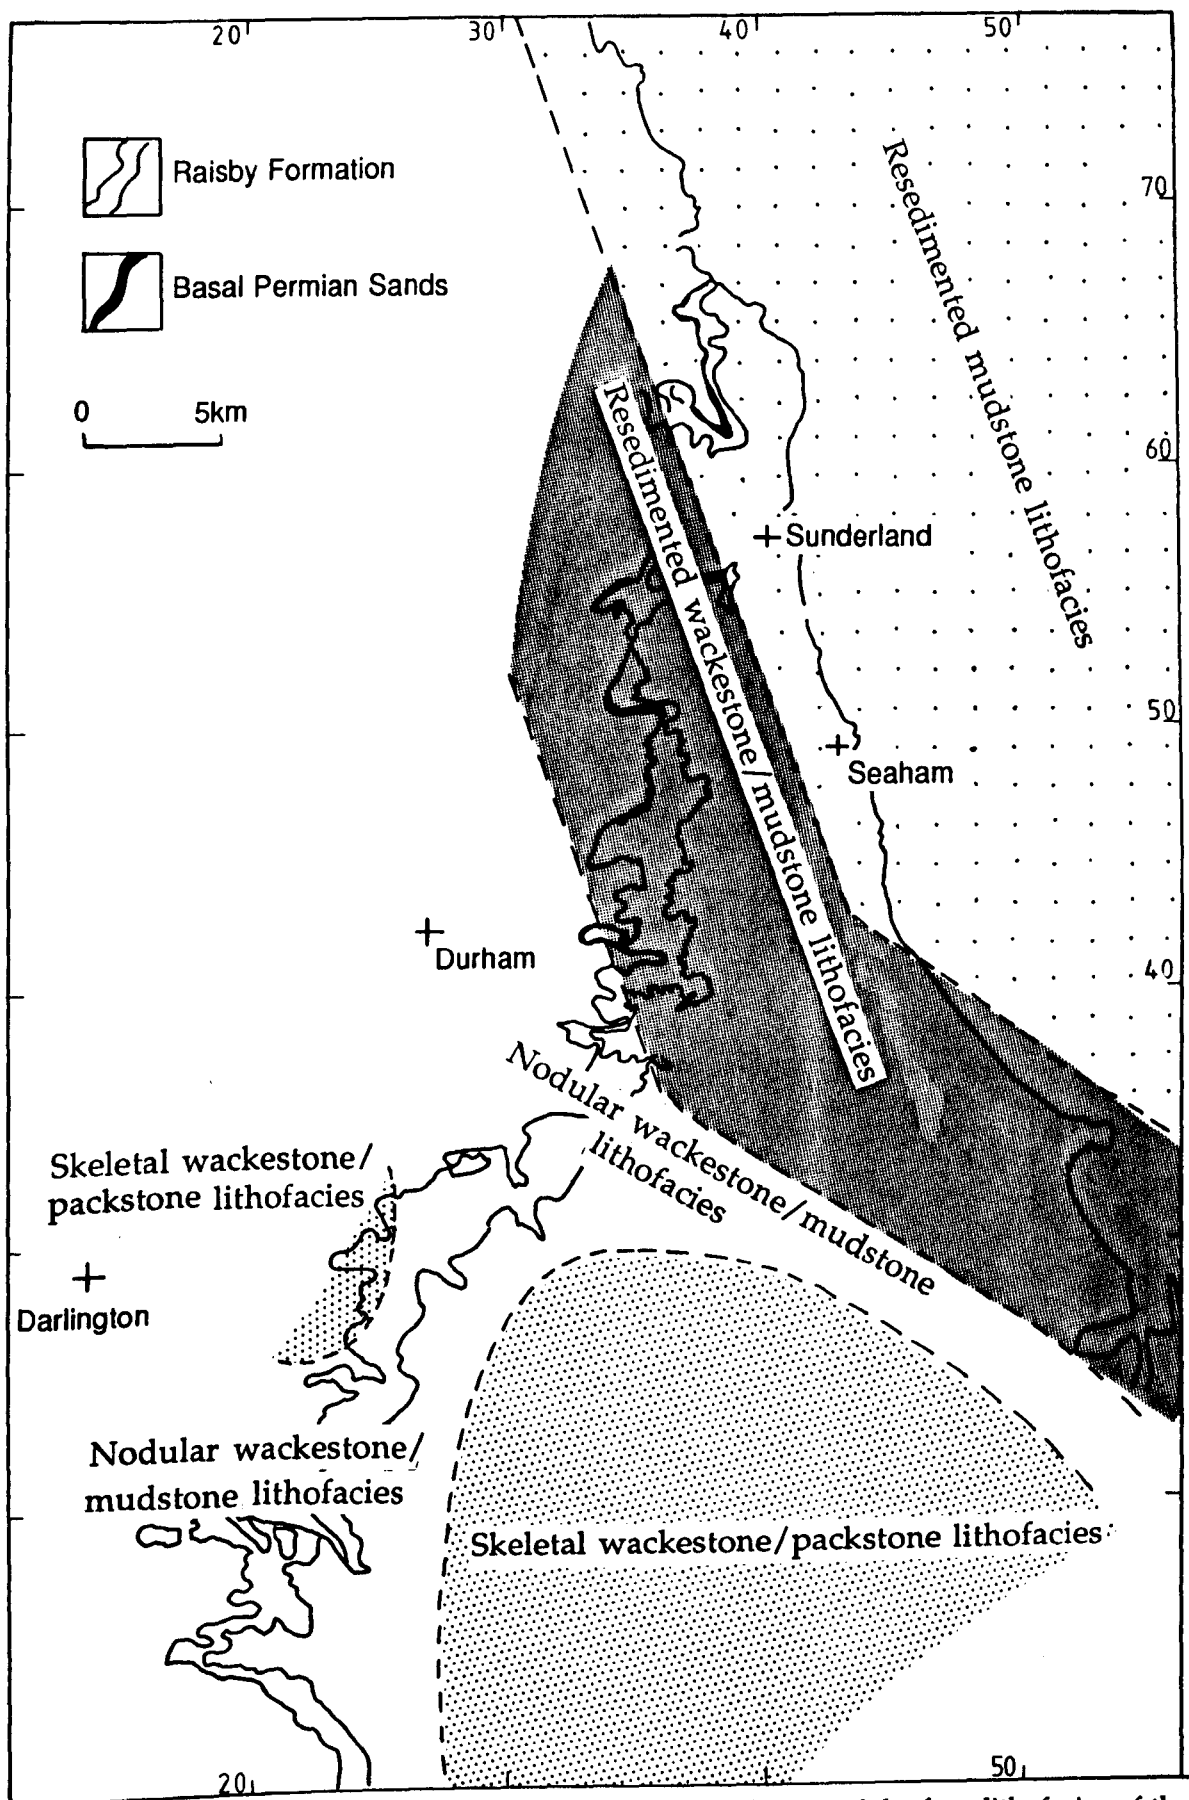 20
30
40
50
Raisby Formation
Basal Permian Sands
0 5km
70
60
50
40
Resedimented mudstone lithofacies
Resedimented wackestone/mudstone lithofacies
Sunderland
Seaham
Durham
Nodular wackestone/mudstone
lithofacies
Skeletal wackestone/
packstone lithofacies
Darlington
Nodular wackestone/
mudstone lithofacies
Skeletal wackestone/packstone lithofacies
20
50